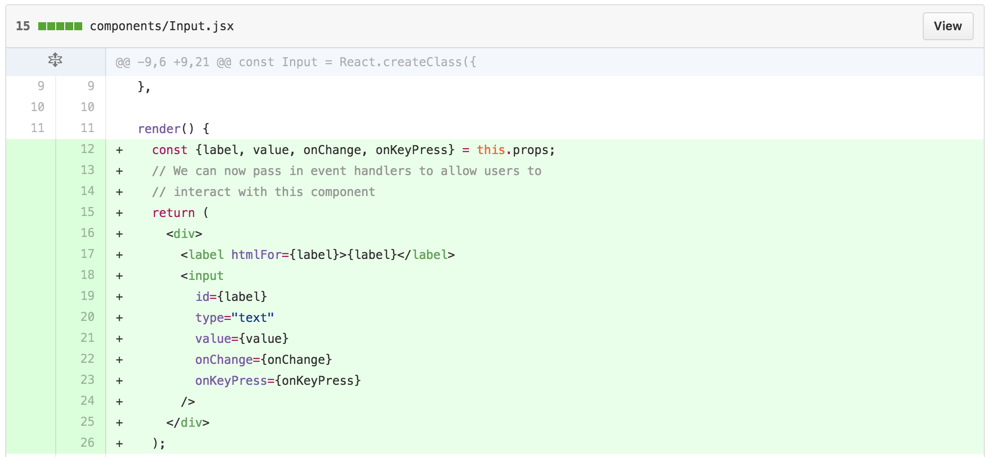 15 components/Input.jsx View
@@ -9,6 +9,21 @@ const Input = React.createClass({
9 9 },
10 10
11 11 render() {
12 + const {label, value, onChange, onKeyPress} = this.props;
13 + // We can now pass in event handlers to allow users to
14 + // interact with this component
15 + return (
16 + <div>
17 + <label htmlFor={label}>{label}</label>
18 + <input
19 + id={label}
20 + type="text"
21 + value={value}
22 + onChange={onChange}
23 + onKeyPress={onKeyPress}
24 + />
25 + </div>
26 + );